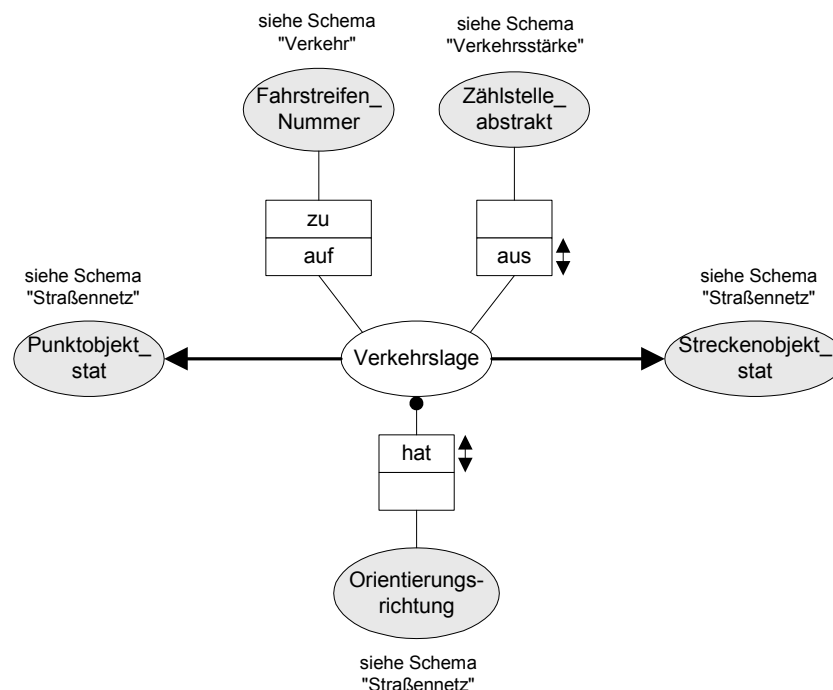 siehe Schema
"Verkehr"
siehe Schema
"Verkehrsstärke"
Fahrstreifen_
Nummer
Zählstelle_
abstrakt
zu
auf
aus
siehe Schema
"Straßennetz"
siehe Schema
"Straßennetz"
Punktobjekt_
stat
Verkehrslage
Streckenobjekt_
stat
hat
Orientierungs-
richtung
siehe Schema
"Straßennetz"